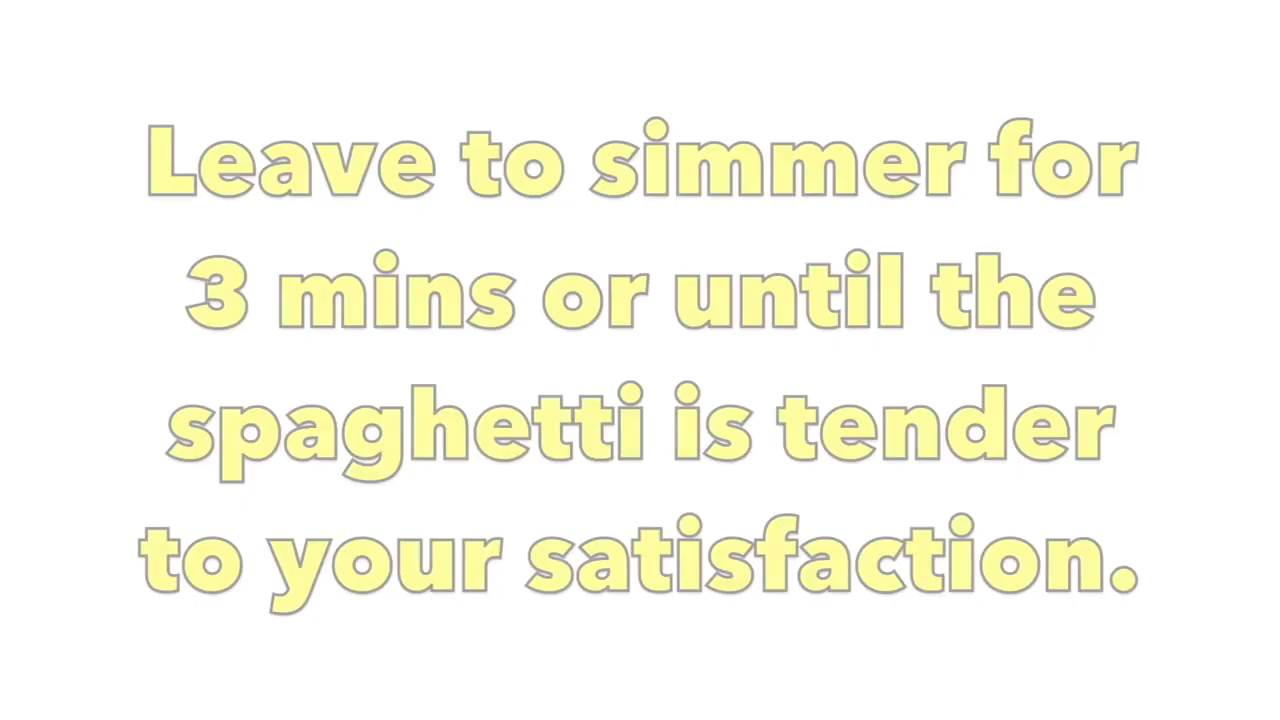 Leave to simmer for
3 mins or until the
spaghetti is tender
to your satisfaction.